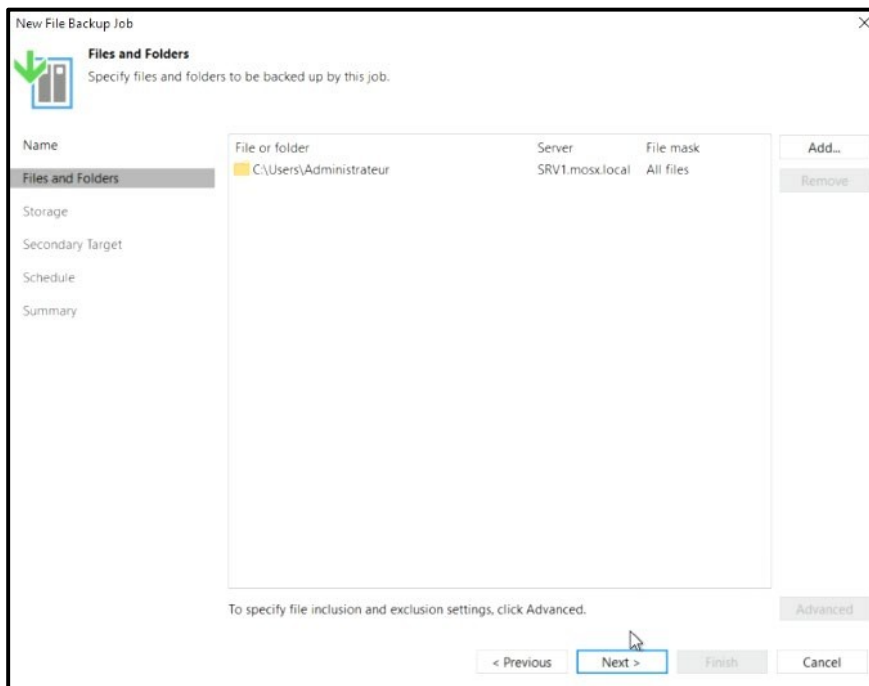 New File Backup Job
Files and Folders
Specify files and folders to be backed up by this job.
Name
Files and Folders
Storage
Secondary Target
Schedule
Summary
File or folder Server File mask
C:\Users\Administrateur SRV1.mosx.local All files
Add...
Remove
To specify file inclusion and exclusion settings, click Advanced.
Advanced
< Previous Next > Finish Cancel